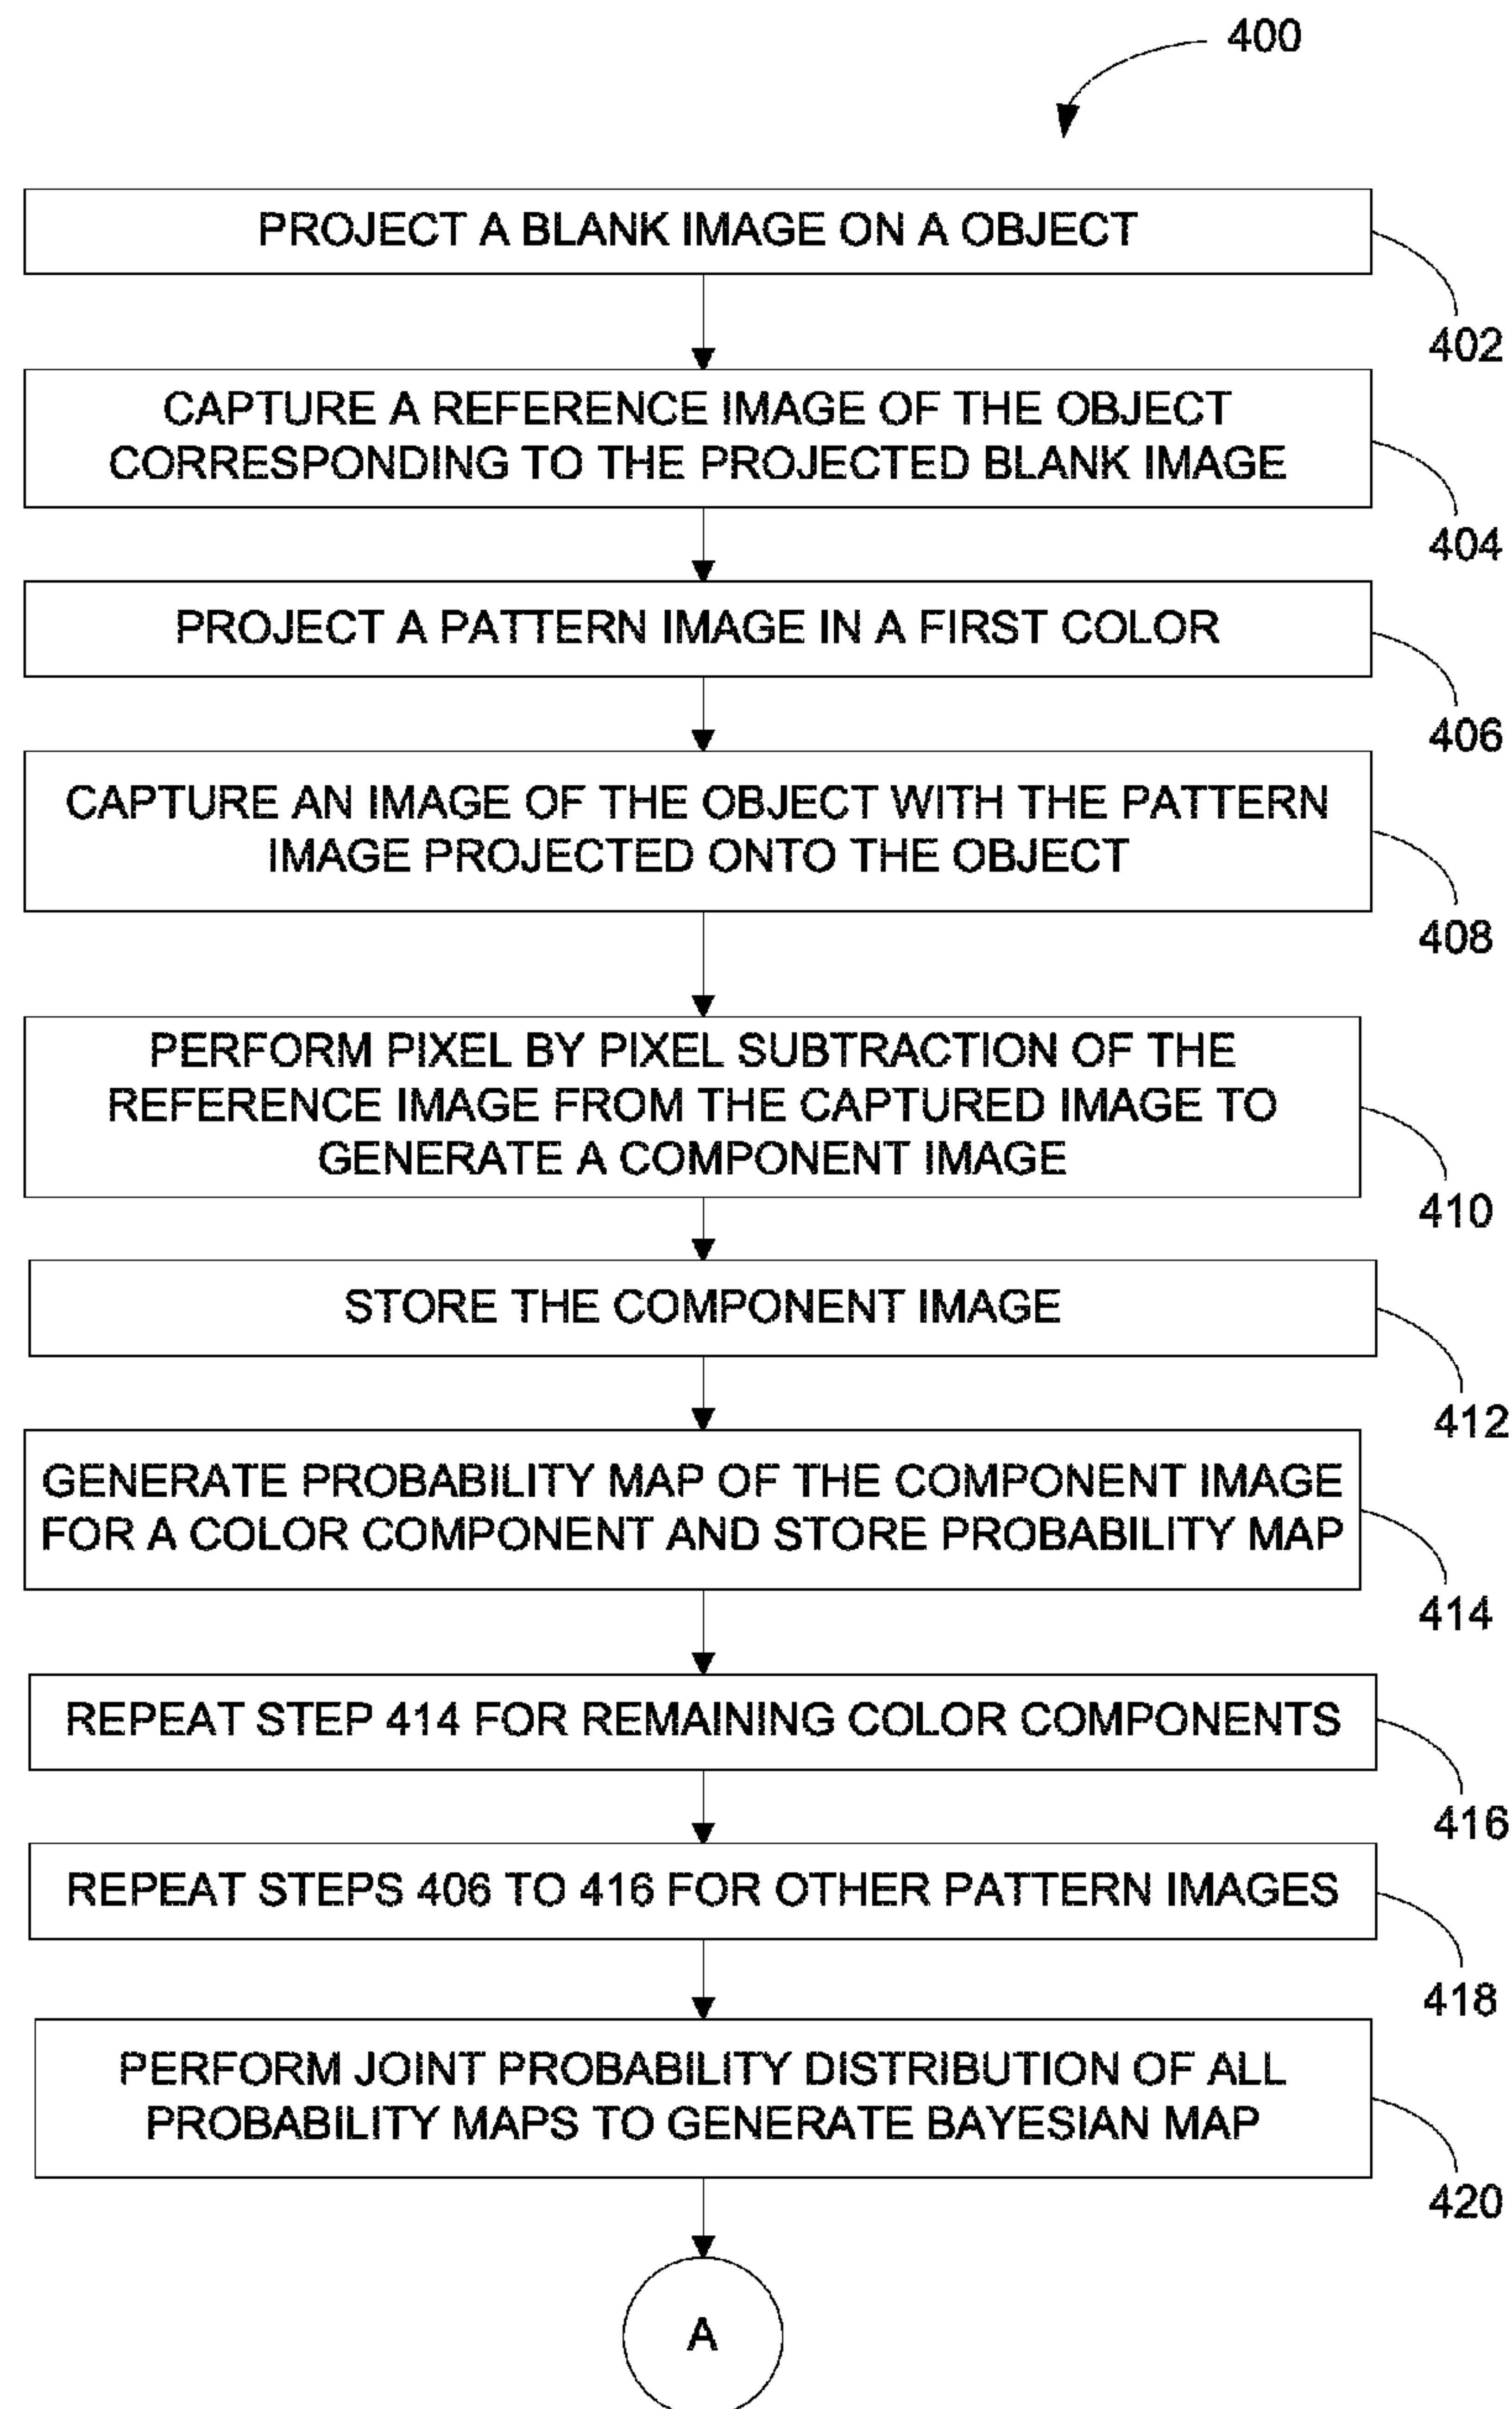 400
PROJECT A BLANK IMAGE ON A OBJECT
402
CAPTURE A REFERENCE IMAGE OF THE OBJECT
CORRESPONDING TO THE PROJECTED BLANK IMAGE
404
PROJECT A PATTERN IMAGE IN A FIRST COLOR
406
CAPTURE AN IMAGE OF THE OBJECT WITH THE PATTERN
IMAGE PROJECTED ONTO THE OBJECT
408
PERFORM PIXEL BY PIXEL SUBTRACTION OF THE
REFERENCE IMAGE FROM THE CAPTURED IMAGE TO
GENERATE A COMPONENT IMAGE
410
STORE THE COMPONENT IMAGE
412
GENERATE PROBABILITY MAP OF THE COMPONENT IMAGE
FOR A COLOR COMPONENT AND STORE PROBABILITY MAP
414
REPEAT STEP 414 FOR REMAINING COLOR COMPONENTS
416
REPEAT STEPS 406 TO 416 FOR OTHER PATTERN IMAGES
418
PERFORM JOINT PROBABILITY DISTRIBUTION OF ALL
PROBABILITY MAPS TO GENERATE BAYESIAN MAP
420
A